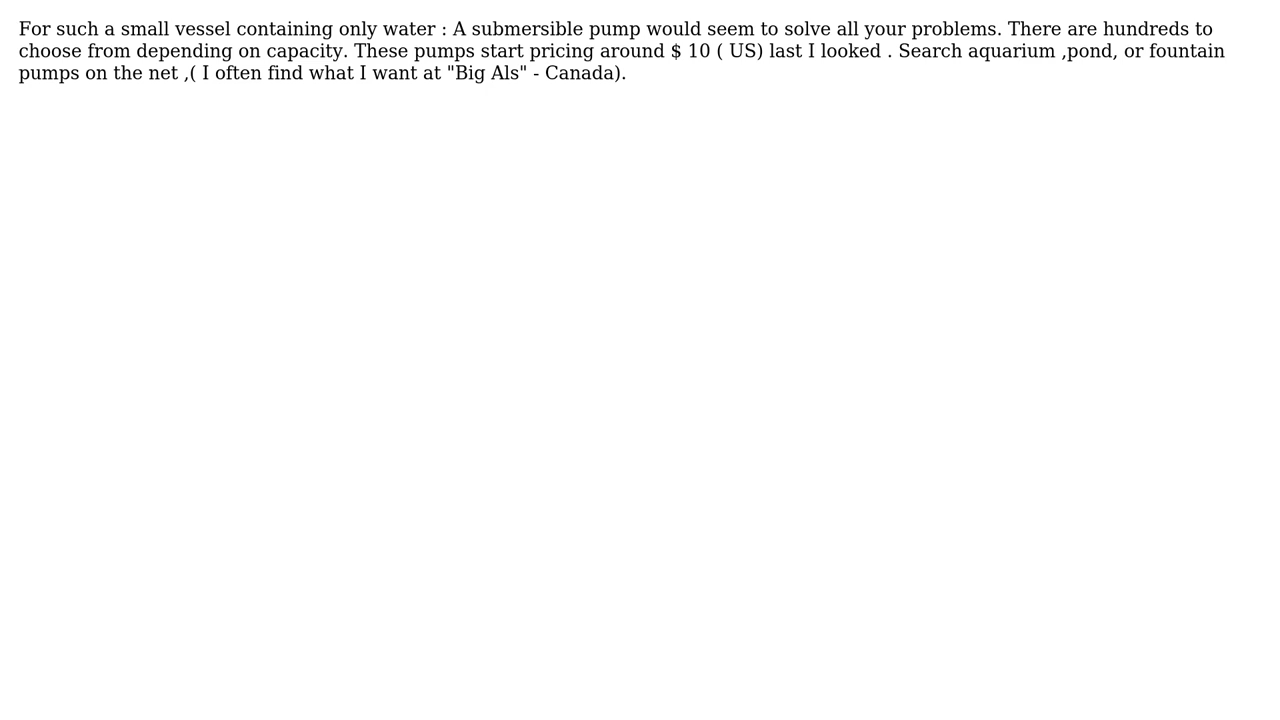 For such a small vessel containing only water : A submersible pump would seem to solve all your problems. There are hundreds to
choose from depending on capacity. These pumps start pricing around $ 10 ( US) last I looked . Search aquarium ,pond, or fountain
pumps on the net ,( I often find what I want at "Big Als" - Canada).